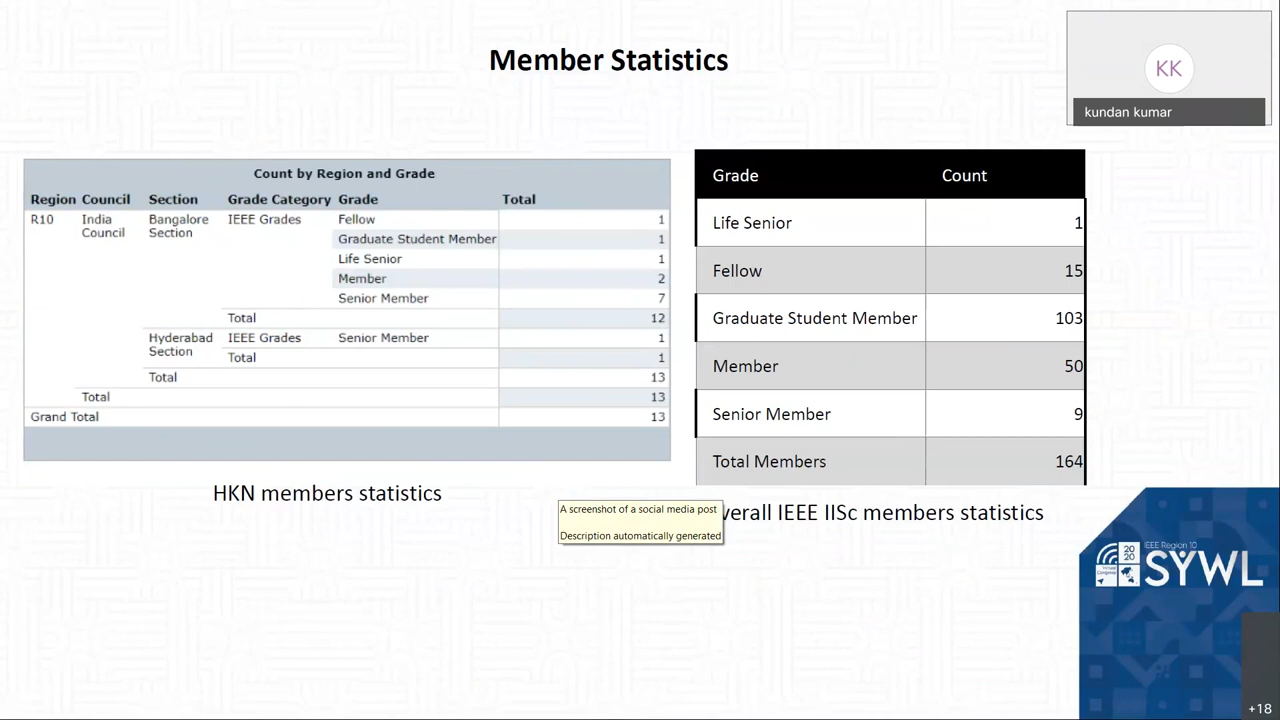 Member Statistics
KK
kundan kumar
Count by Region and Grade
Region Council Section Grade Category Grade Total
R10 India Council Bangalore Section IEEE Grades Fellow 1
Graduate Student Member 1
Life Senior 1
Member 2
Senior Member 7
Total 12
Hyderabad Section IEEE Grades Senior Member 1
Total 1
Total 13
Total 13
Grand Total 13
HKN members statistics
Grade Count
Life Senior 1
Fellow 15
Graduate Student Member 103
Member 50
Senior Member 9
Total Members 164
verall IEEE IISc members statistics
A screenshot of a social media post
Description automatically generated
IEEE Region 10
2020
SYWL
+18